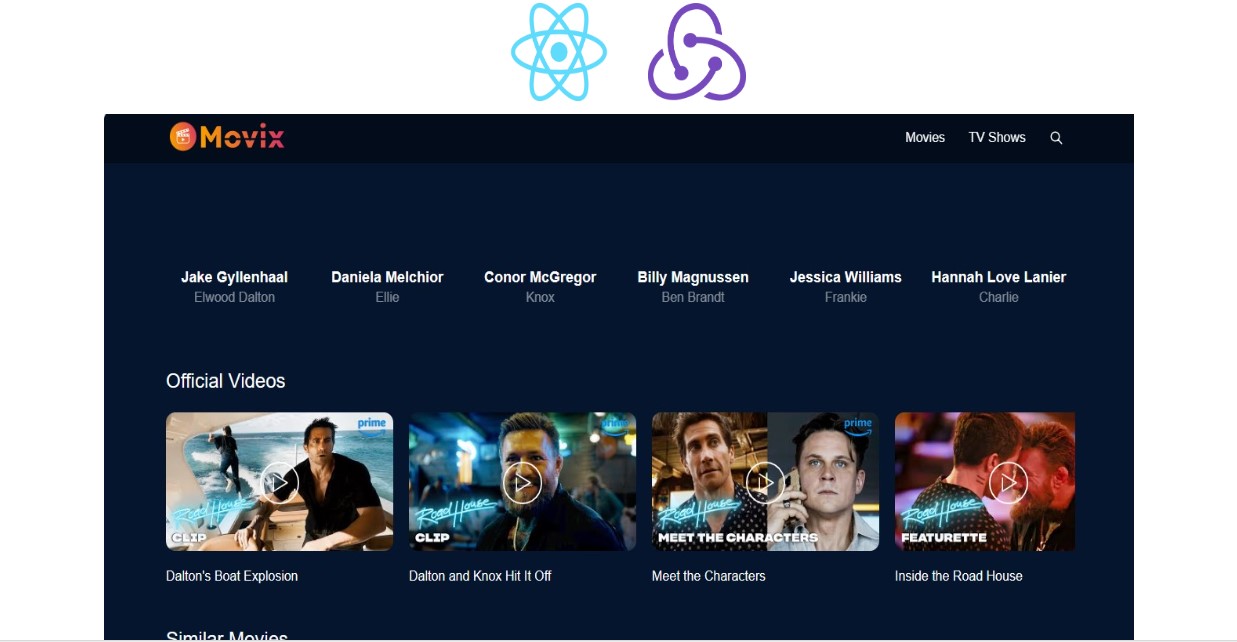 Movix
Movies TV Shows
Jake Gyllenhaal Daniela Melchior Conor McGregor Billy Magnussen Jessica Williams Hannah Love Lanier
Elwood Dalton Ellie Knox Ben Brandt Frankie Charlie
Official Videos
prime prime prime
Road House Road House Road House Road House
CLIP CLIP MEET THE CHARACTERS FEATURETTE
Dalton's Boat Explosion Dalton and Knox Hit It Off Meet the Characters Inside the Road House
Similar Movies